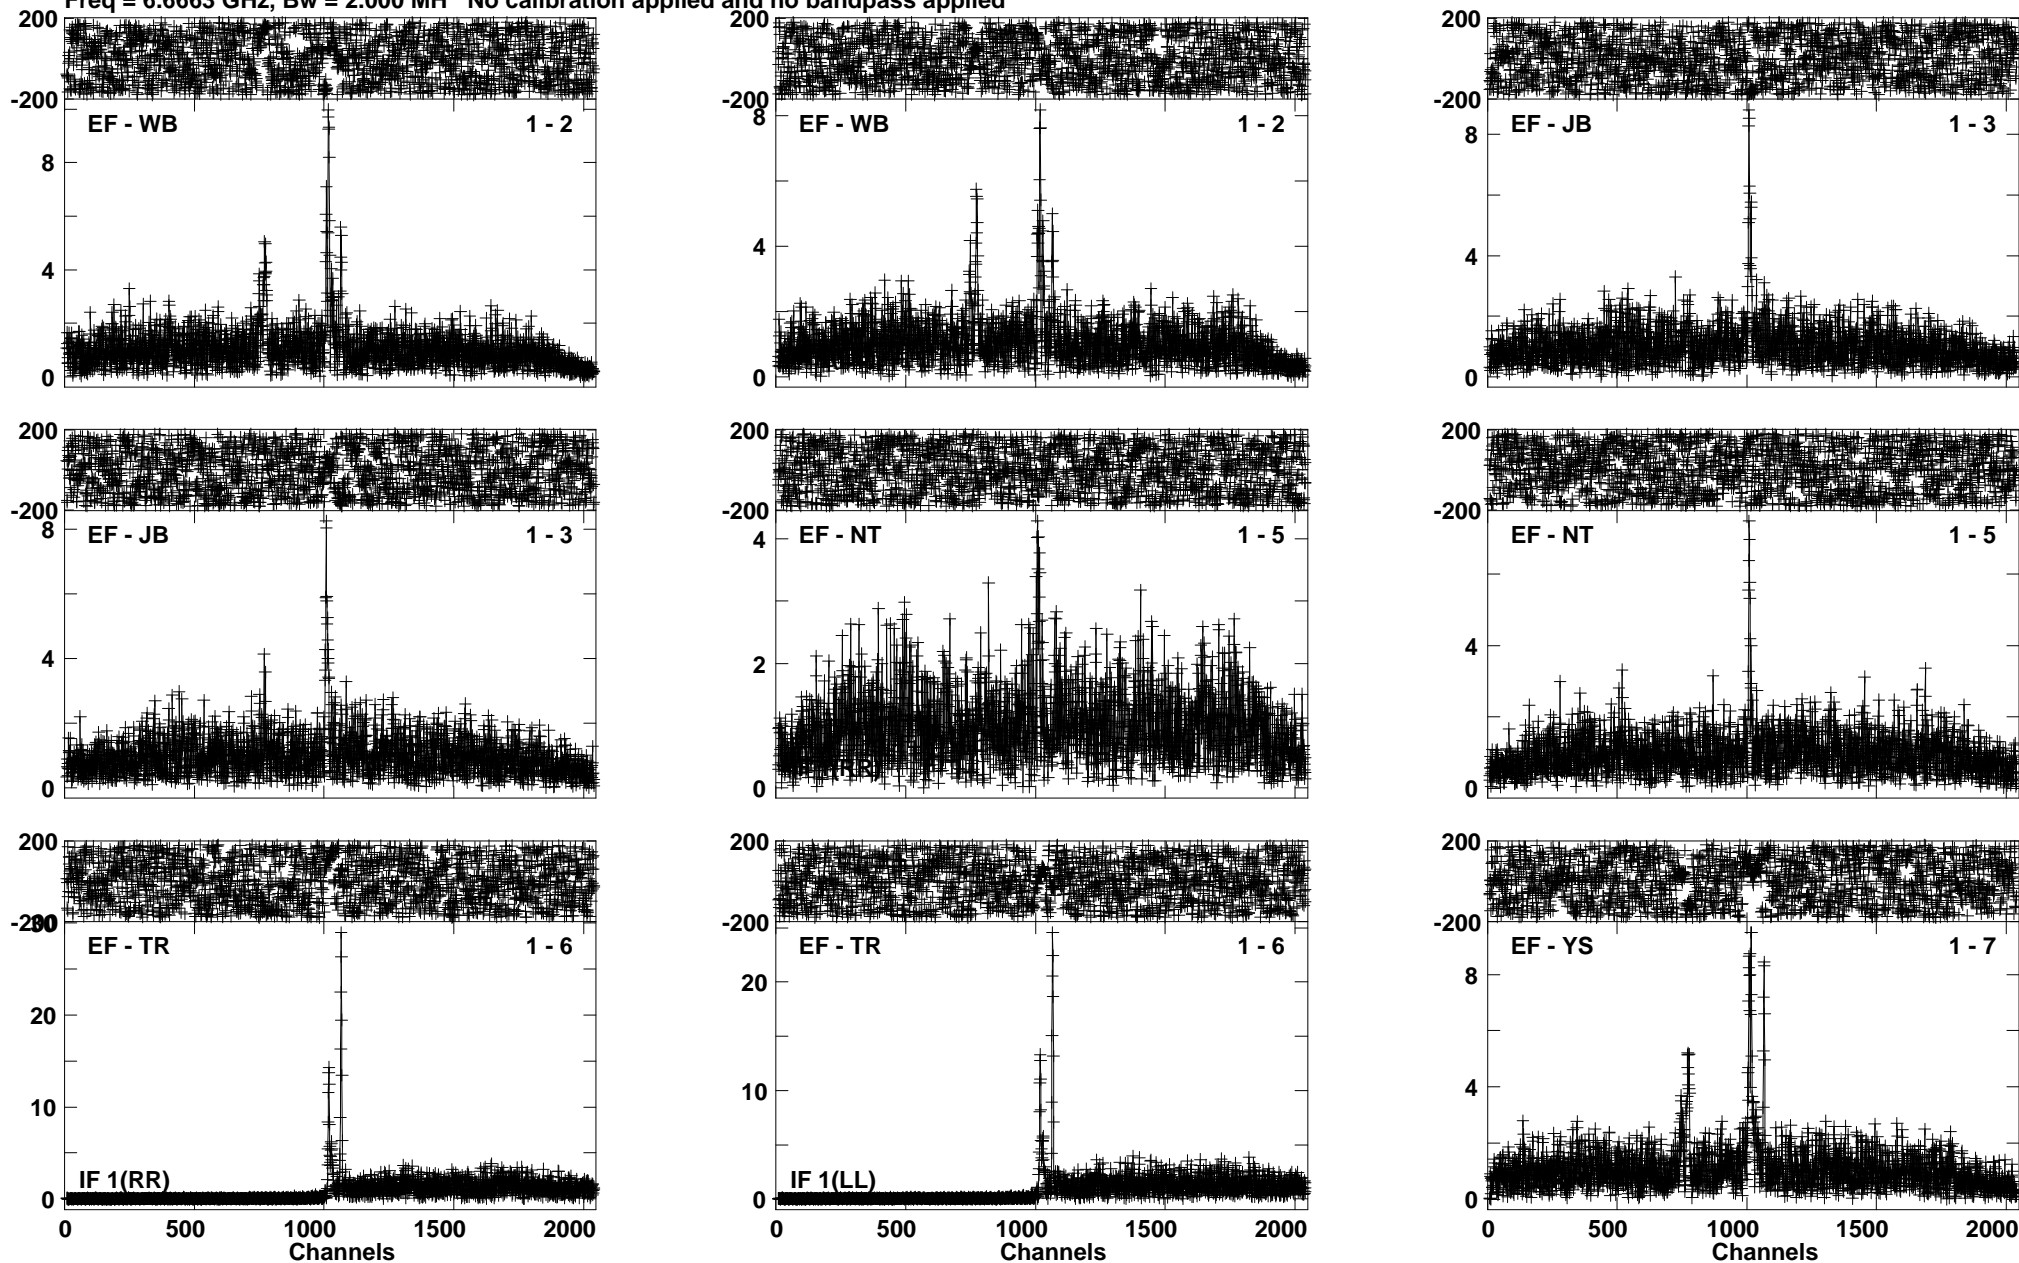 Freq = 6.6663 GHz, Bw = 2.000 MH No calibration applied and no bandpass applied
200 200 200
-200 -200 -200
EF - WB 1 - 2 EF - WB 1 - 2 EF - JB 1 - 3
8 8 8
4 4 4
0 0 0
200 200 200
-200 -200 -200
EF - JB 1 - 3 EF - NT 1 - 5 EF - NT 1 - 5
8 4
4 2 4
0 0 0
200 200 200
-200 -200 -200
30
EF - TR 1 - 6 EF - TR 1 - 6 EF - YS 1 - 7
20 20 8
10 10 4
IF 1(RR) IF 1(LL)
0 0 0
0 500 1000 1500 2000 0 500 1000 1500 2000 0 500 1000 1500 2000
Channels Channels Channels